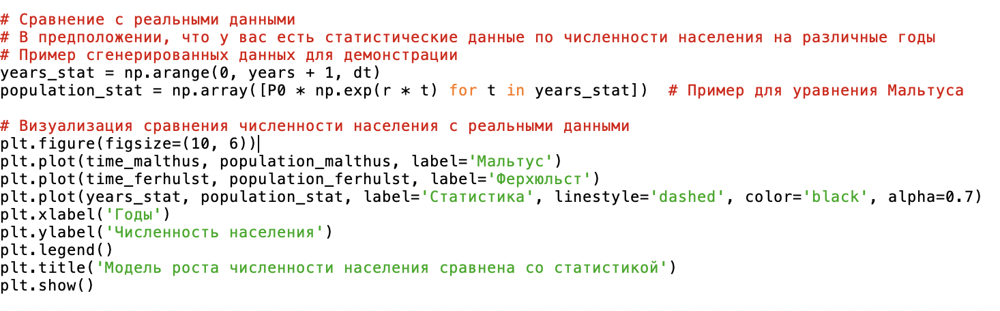 # Сравнение с реальными данными
# В предположении, что у вас есть статистические данные по численности населения на различные годы
# Пример сгенерированных данных для демонстрации
years_stat = np.arange(0, years + 1, dt)
population_stat = np.array([P0 * np.exp(r * t) for t in years_stat])  # Пример для уравнения Мальтуса
# Визуализация сравнения численности населения с реальными данными
plt.figure(figsize=(10, 6))
plt.plot(time_malthus, population_malthus, label='Мальтус')
plt.plot(time_ferhulst, population_ferhulst, label='Ферхюльст')
plt.plot(years_stat, population_stat, label='Статистика', linestyle='dashed', color='black', alpha=0.7)
plt.xlabel('Годы')
plt.ylabel('Численность населения')
plt.legend()
plt.title('Модель роста численности населения сравнена со статистикой')
plt.show()